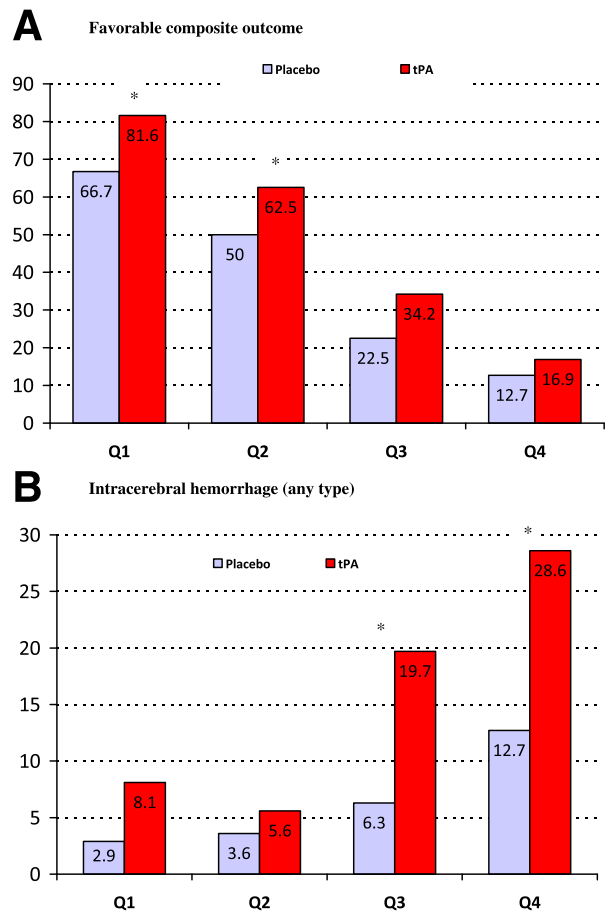 A Favorable composite outcome
Placebo tPA
90
80
70
60
50
40
30
20
10
0
* *
66.7 81.6 50 62.5 22.5 34.2 12.7 16.9
Q1 Q2 Q3 Q4
B Intracerebral hemorrhage (any type)
Placebo tPA
30
25
20
15
10
5
0
* *
2.9 8.1 3.6 5.6 6.3 19.7 12.7 28.6
Q1 Q2 Q3 Q4